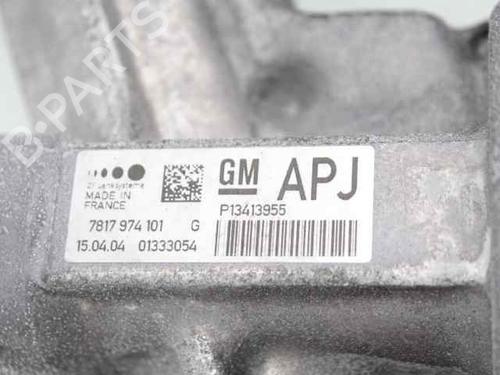 B-PARTS
ZF Lenksysteme
MADE IN
FRANCE
GM
APJ
P13413955
7817 974 101 G
15.04.04 01333054